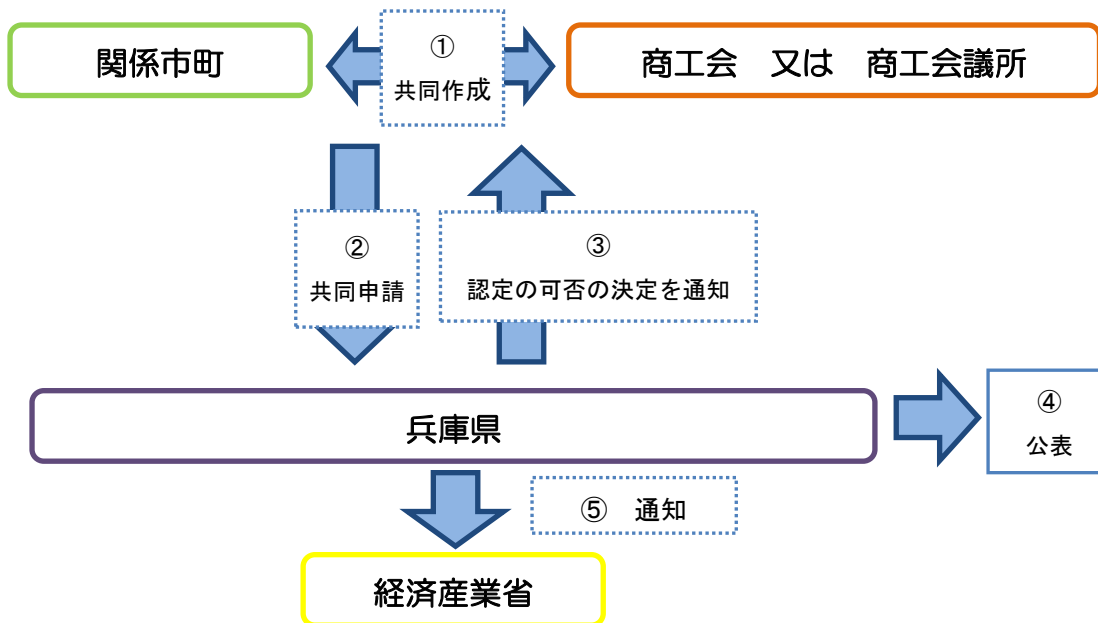 関係市町
①
共同作成
商工会　又は　商工会議所
②
共同申請
③
認定の可否の決定を通知
兵庫県
④
公表
⑤　通知
経済産業省